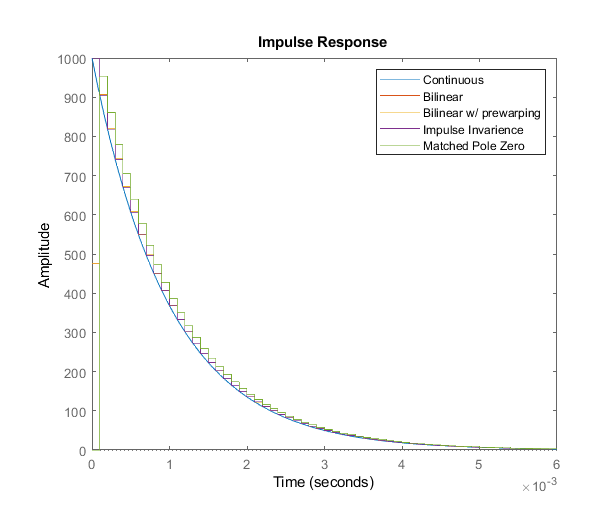 Impulse Response
1000
900
800
700
600
500
400
300
200
100
0
Amplitude
Continuous
Bilinear
Bilinear w/ prewarping
Impulse Invarience
Matched Pole Zero
0 1 2 3 4 5 6
Time (seconds)
×10^-3